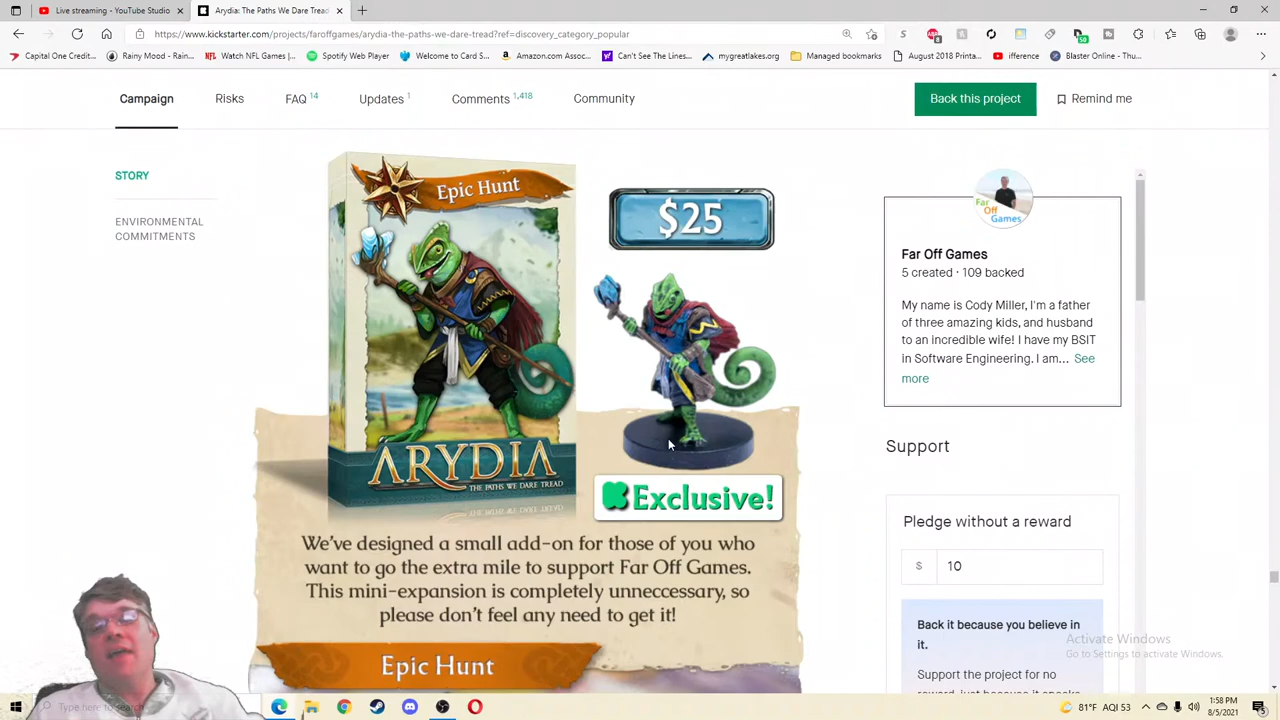 Live streaming - YouTube Studio
Arydia: The Paths We Dare Tread
https://www.kickstarter.com/projects/faroffgames/arydia-the-paths-we-dare-tread?ref=discovery_category_popular
Capital One Credit...
Rainy Mood - Rain...
Watch NFL Games |...
Spotify Web Player
Welcome to Card S...
Amazon.com Assoc...
Can't See The Lines...
mygreatlakes.org
Managed bookmarks
August 2018 Printa...
ifference
Blaster Online - Thu...
Campaign
Risks
FAQ 14
Updates 1
Comments 1,418
Community
Back this project
Remind me
STORY
ENVIRONMENTAL
COMMITMENTS
Epic Hunt
$25
ARYDIA
THE PATHS WE DARE TREAD
Exclusive!
We've designed a small add-on for those of you who
want to go the extra mile to support Far Off Games.
This mini-expansion is completely unneccessary, so
please don't feel any need to get it!
Epic Hunt
Far
Off
Games
Far Off Games
5 created · 109 backed
My name is Cody Miller, I'm a father
of three amazing kids, and husband
to an incredible wife! I have my BSIT
in Software Engineering. I am... See
more
Support
Pledge without a reward
$ 10
Back it because you believe in
it.
Support the project for no
reward, just because it speaks
Activate Windows
Go to Settings to activate Windows.
Type here to search
81°F AQI 53
1:58 PM
8/5/2021